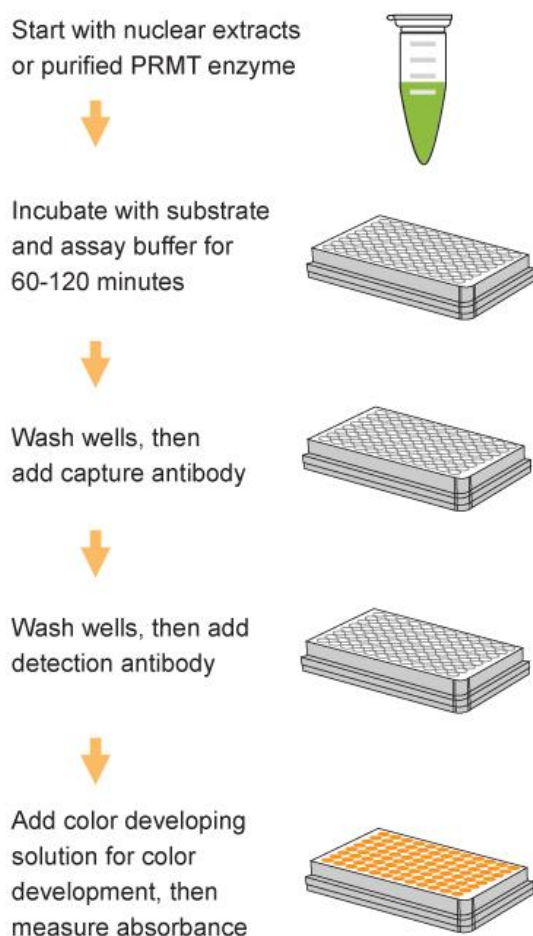 Start with nuclear extracts
or purified PRMT enzyme
Incubate with substrate
and assay buffer for
60-120 minutes
Wash wells, then
add capture antibody
Wash wells, then add
detection antibody
Add color developing
solution for color
development, then
measure absorbance